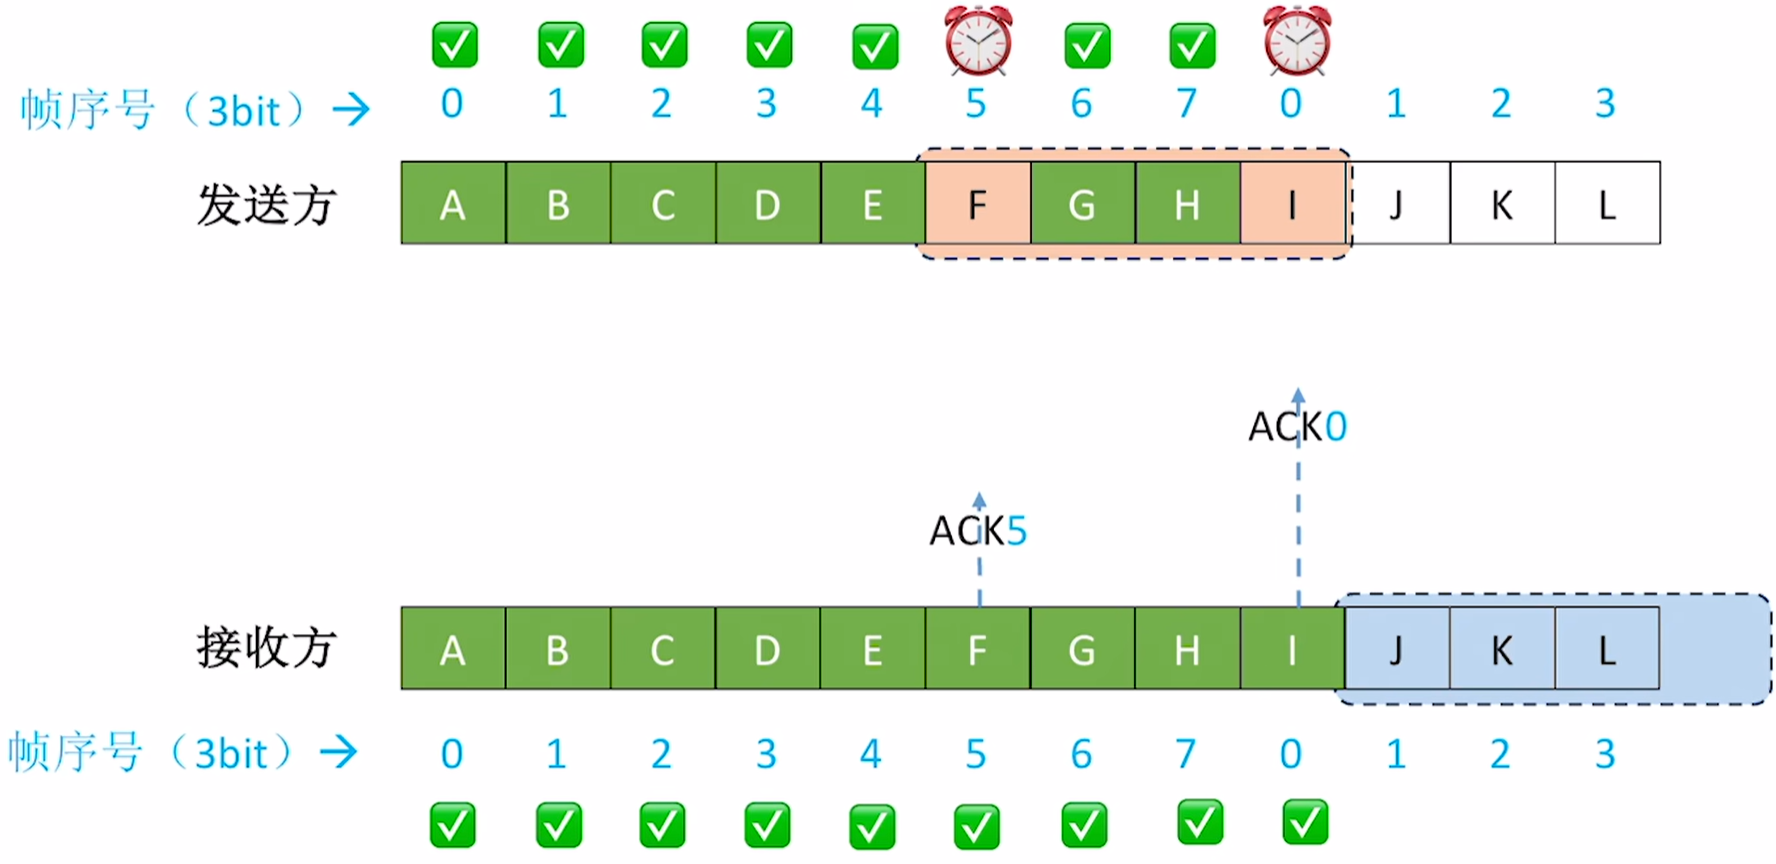 帧序号（3bit）→ 0 1 2 3 4 5 6 7 0 1 2 3
发送方 A B C D E F G H I J K L
ACK0
ACK5
接收方 A B C D E F G H I J K L
帧序号（3bit）→ 0 1 2 3 4 5 6 7 0 1 2 3